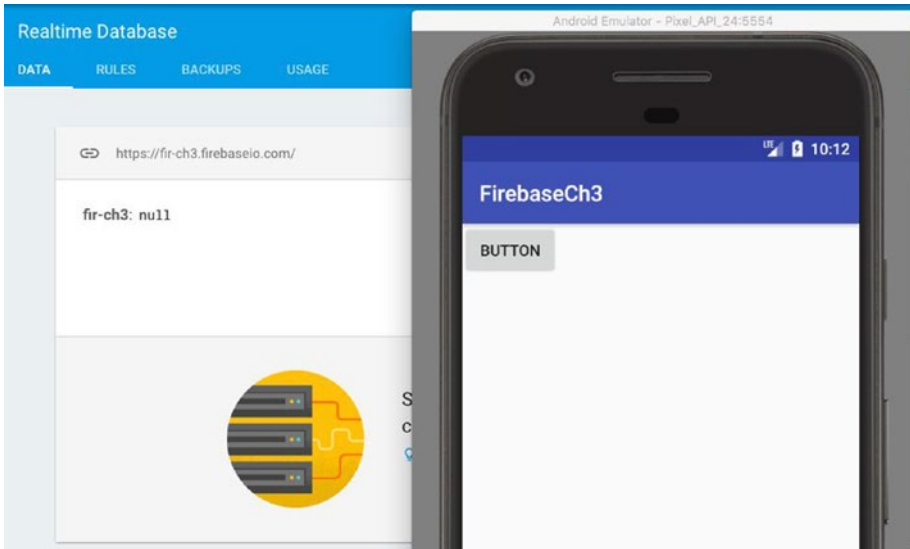 Realtime Database
DATA RULES BACKUPS USAGE
https://fir-ch3.firebaseio.com/
fir-ch3: null
S
c
Android Emulator - Pixel_API_24:5554
LTE 10:12
FirebaseCh3
BUTTON